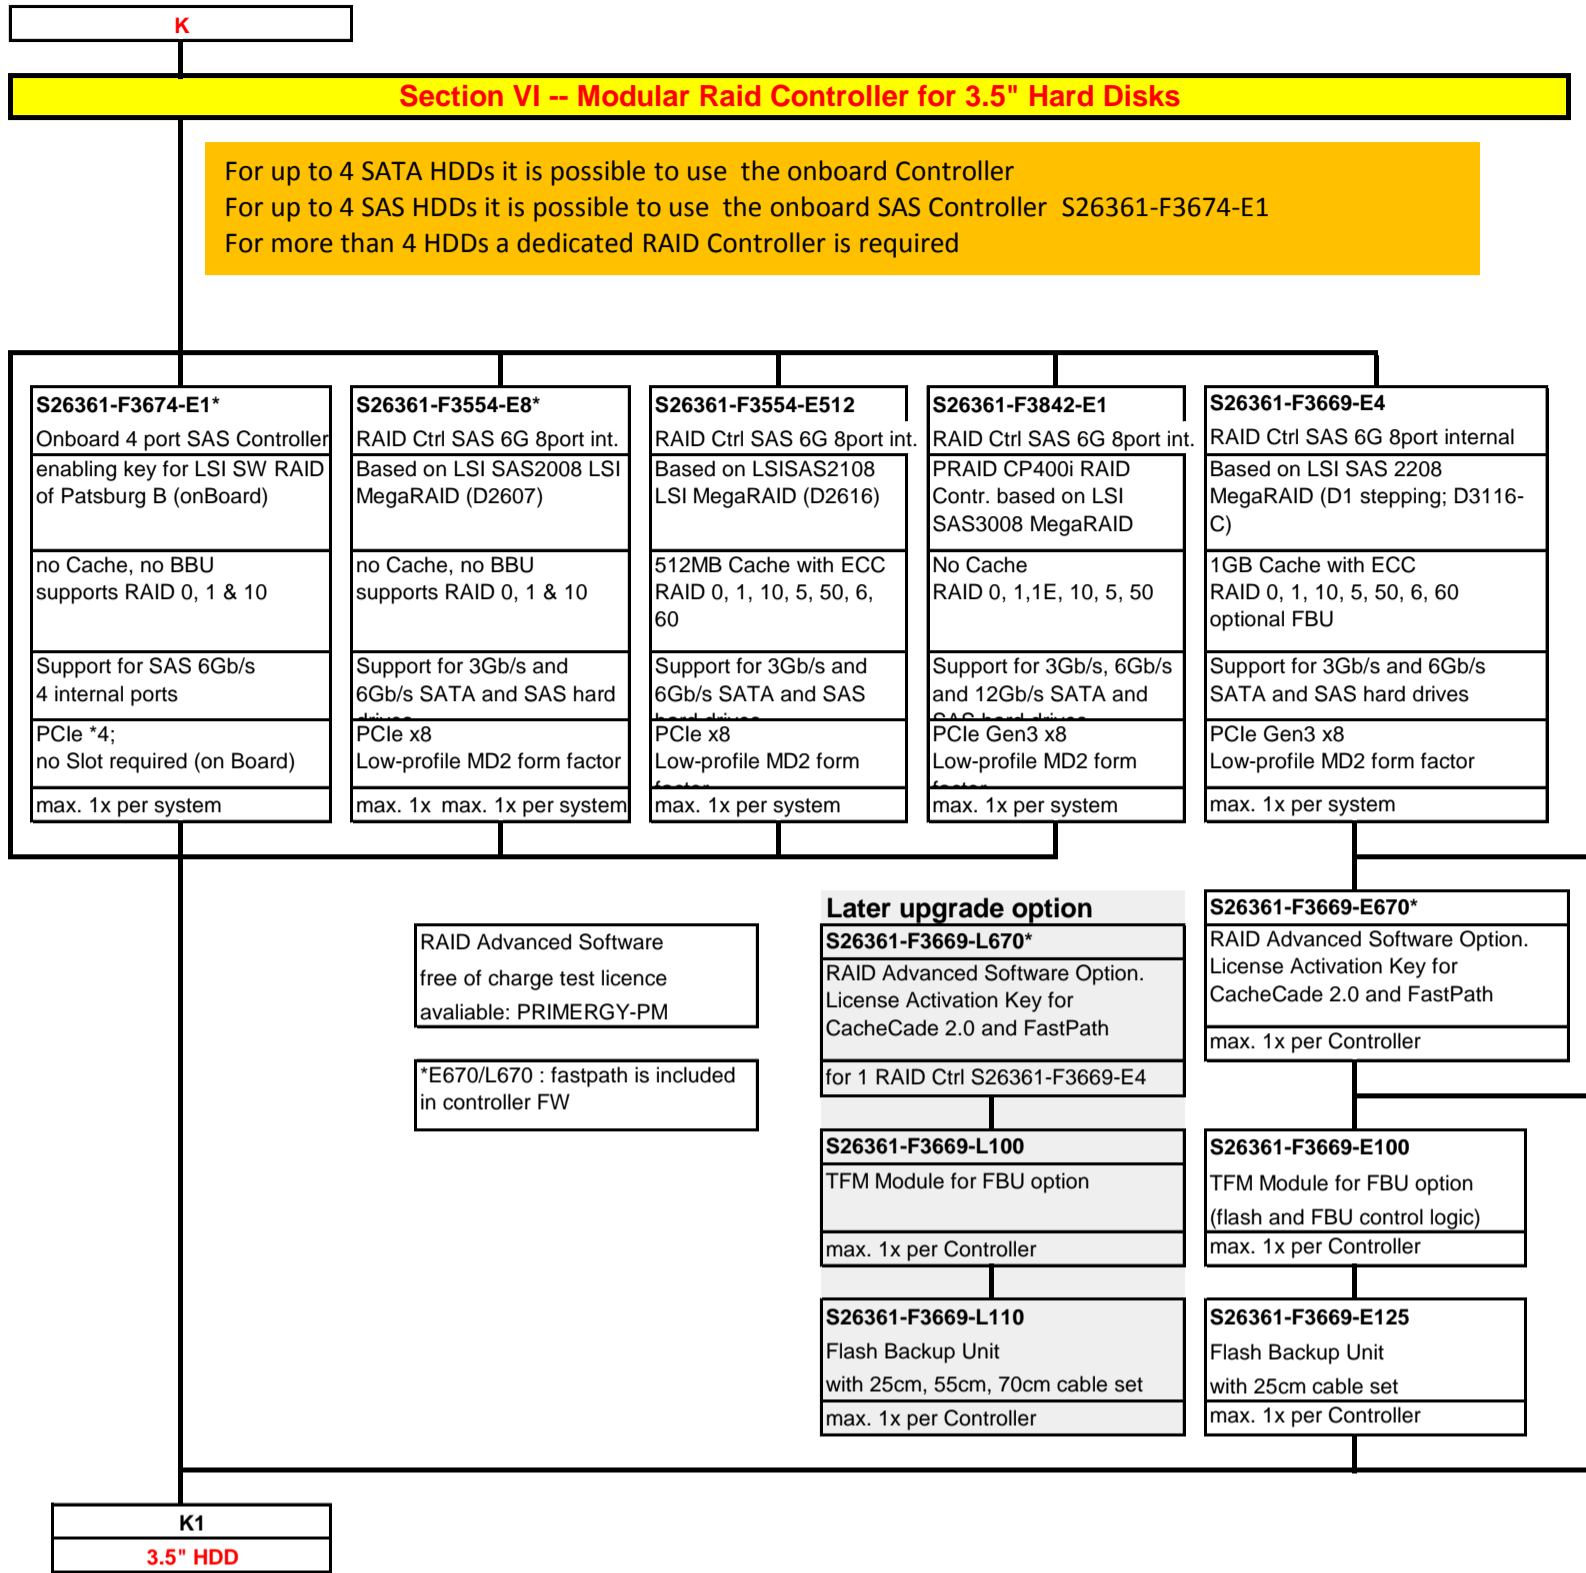 K
Section VI -- Modular Raid Controller for 3.5" Hard Disks
For up to 4 SATA HDDs it is possible to use  the onboard Controller
For up to 4 SAS HDDs it is possible to use  the onboard SAS Controller  S26361-F3674-E1
For more than 4 HDDs a dedicated RAID Controller is required
S26361-F3674-E1*
Onboard 4 port SAS Controller
enabling key for LSI SW RAID
of Patsburg B (onBoard)
no Cache, no BBU
supports RAID 0, 1 & 10
Support for SAS 6Gb/s
4 internal ports
PCIe *4;
no Slot required (on Board)
max. 1x per system
S26361-F3554-E8*
RAID Ctrl SAS 6G 8port int.
Based on LSI SAS2008 LSI
MegaRAID (D2607)
no Cache, no BBU
supports RAID 0, 1 & 10
Support for 3Gb/s and
6Gb/s SATA and SAS hard
drives
PCIe x8
Low-profile MD2 form factor
max. 1x  max. 1x per system
S26361-F3554-E512
RAID Ctrl SAS 6G 8port int.
Based on LSISAS2108
LSI MegaRAID (D2616)
512MB Cache with ECC
RAID 0, 1, 10, 5, 50, 6,
60
Support for 3Gb/s and
6Gb/s SATA and SAS
hard drives
PCIe x8
Low-profile MD2 form
factor
max. 1x per system
S26361-F3842-E1
RAID Ctrl SAS 6G 8port int.
PRAID CP400i RAID
Contr. based on LSI
SAS3008 MegaRAID
No Cache
RAID 0, 1,1E, 10, 5, 50
Support for 3Gb/s, 6Gb/s
and 12Gb/s SATA and
SAS hard drives
PCIe Gen3 x8
Low-profile MD2 form
factor
max. 1x per system
S26361-F3669-E4
RAID Ctrl SAS 6G 8port internal
Based on LSI SAS 2208
MegaRAID (D1 stepping; D3116-
C)
1GB Cache with ECC
RAID 0, 1, 10, 5, 50, 6, 60
optional FBU
Support for 3Gb/s and 6Gb/s
SATA and SAS hard drives
PCIe Gen3 x8
Low-profile MD2 form factor
max. 1x per system
RAID Advanced Software
free of charge test licence
avaliable: PRIMERGY-PM
*E670/L670 : fastpath is included
in controller FW
Later upgrade option
S26361-F3669-L670*
RAID Advanced Software Option.
License Activation Key for
CacheCade 2.0 and FastPath
for 1 RAID Ctrl S26361-F3669-E4
S26361-F3669-L100
TFM Module for FBU option
max. 1x per Controller
S26361-F3669-L110
Flash Backup Unit
with 25cm, 55cm, 70cm cable set
max. 1x per Controller
S26361-F3669-E670*
RAID Advanced Software Option.
License Activation Key for
CacheCade 2.0 and FastPath
max. 1x per Controller
S26361-F3669-E100
TFM Module for FBU option
(flash and FBU control logic)
max. 1x per Controller
S26361-F3669-E125
Flash Backup Unit
with 25cm cable set
max. 1x per Controller
K1
3.5" HDD